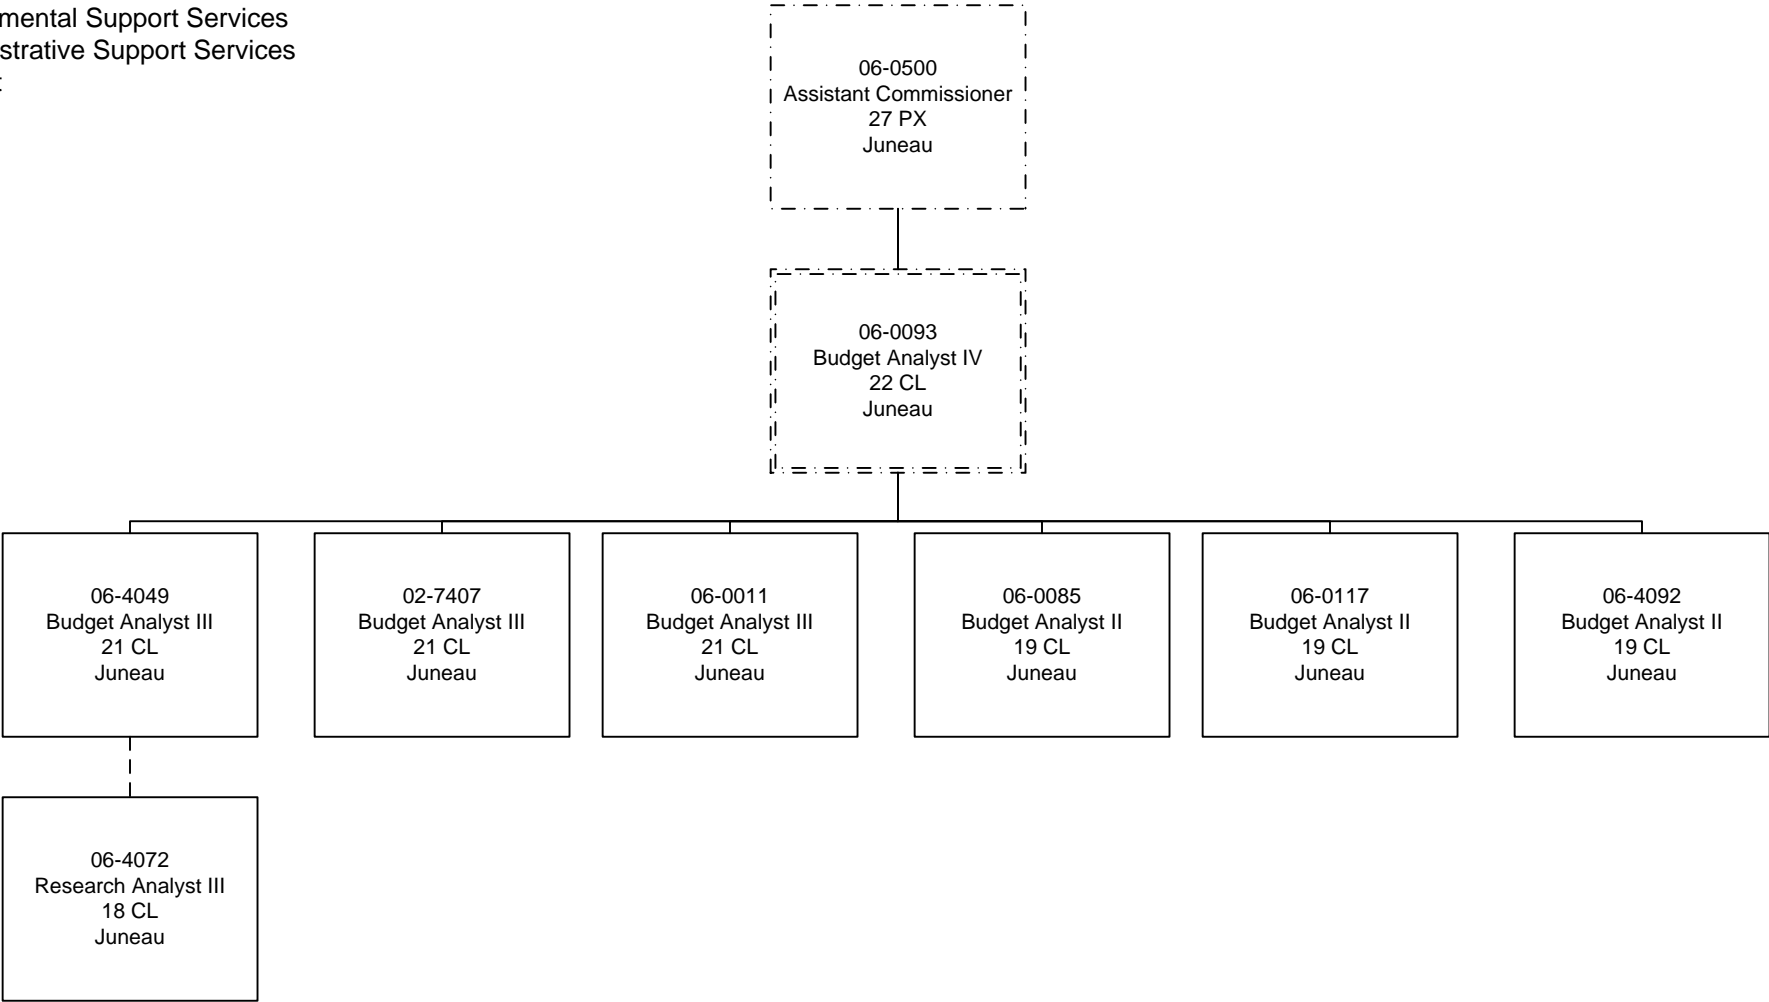 mental Support Services
strative Support Services
06-0500
Assistant Commissioner
27 PX
Juneau
06-0093
Budget Analyst IV
22 CL
Juneau
06-4049
Budget Analyst III
21 CL
Juneau
02-7407
Budget Analyst III
21 CL
Juneau
06-0011
Budget Analyst III
21 CL
Juneau
06-0085
Budget Analyst II
19 CL
Juneau
06-0117
Budget Analyst II
19 CL
Juneau
06-4092
Budget Analyst II
19 CL
Juneau
06-4072
Research Analyst III
18 CL
Juneau